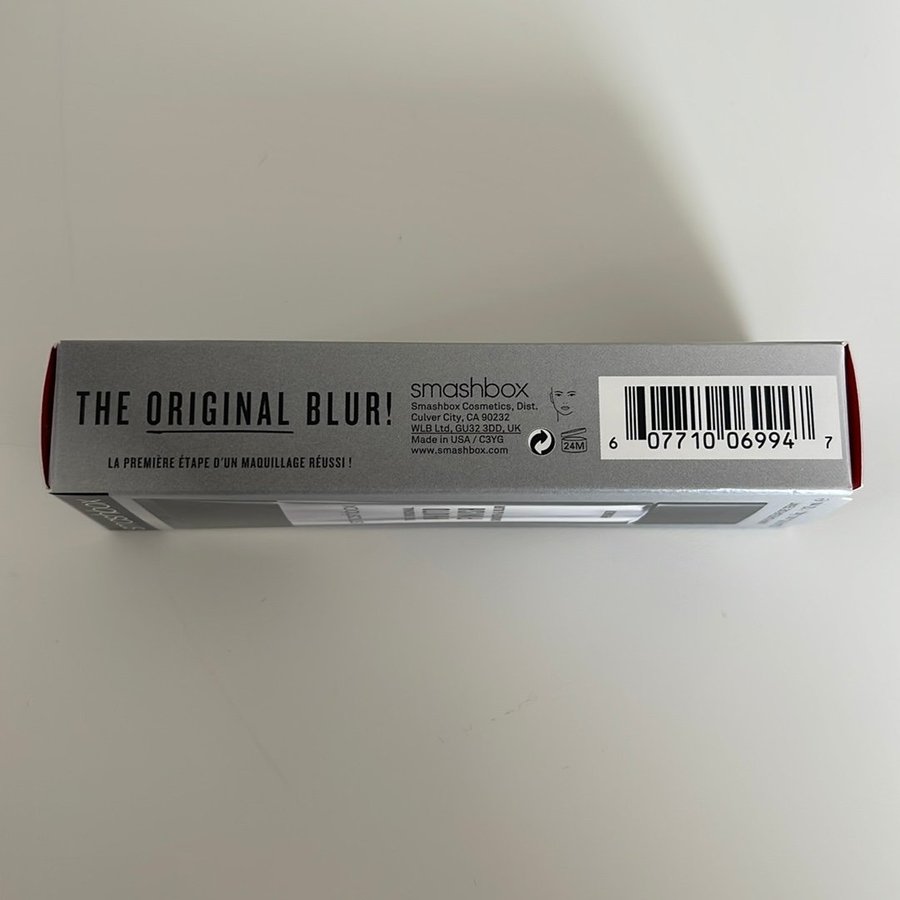 THE ORIGINAL BLUR!
LA PREMIÈRE ÉTAPE D'UN MAQUILLAGE RÉUSSI !
smashbox
Smashbox Cosmetics, Dist.
Culver City, CA 90232
WLB Ltd, GU32 3DD, UK
Made in USA / C3YG
www.smashbox.com
24M
6 07710 06994 7
smashbox